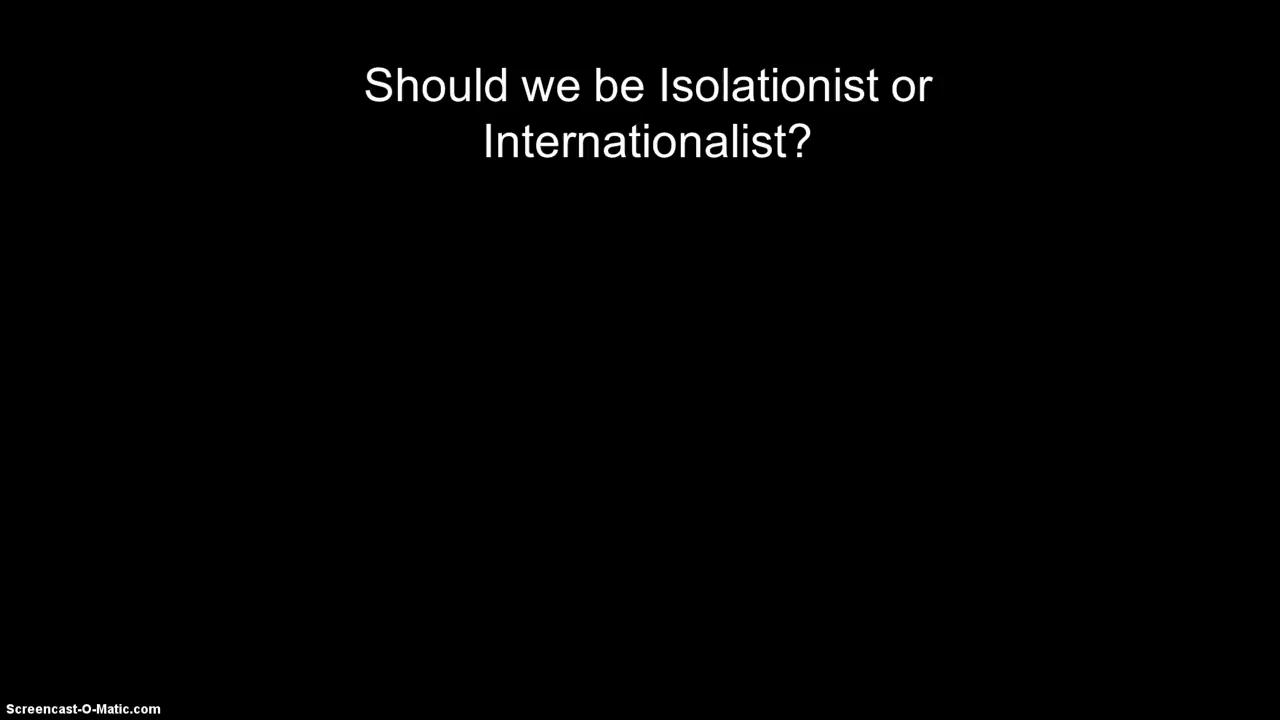 Should we be Isolationist or
Internationalist?
Screencast-O-Matic.com